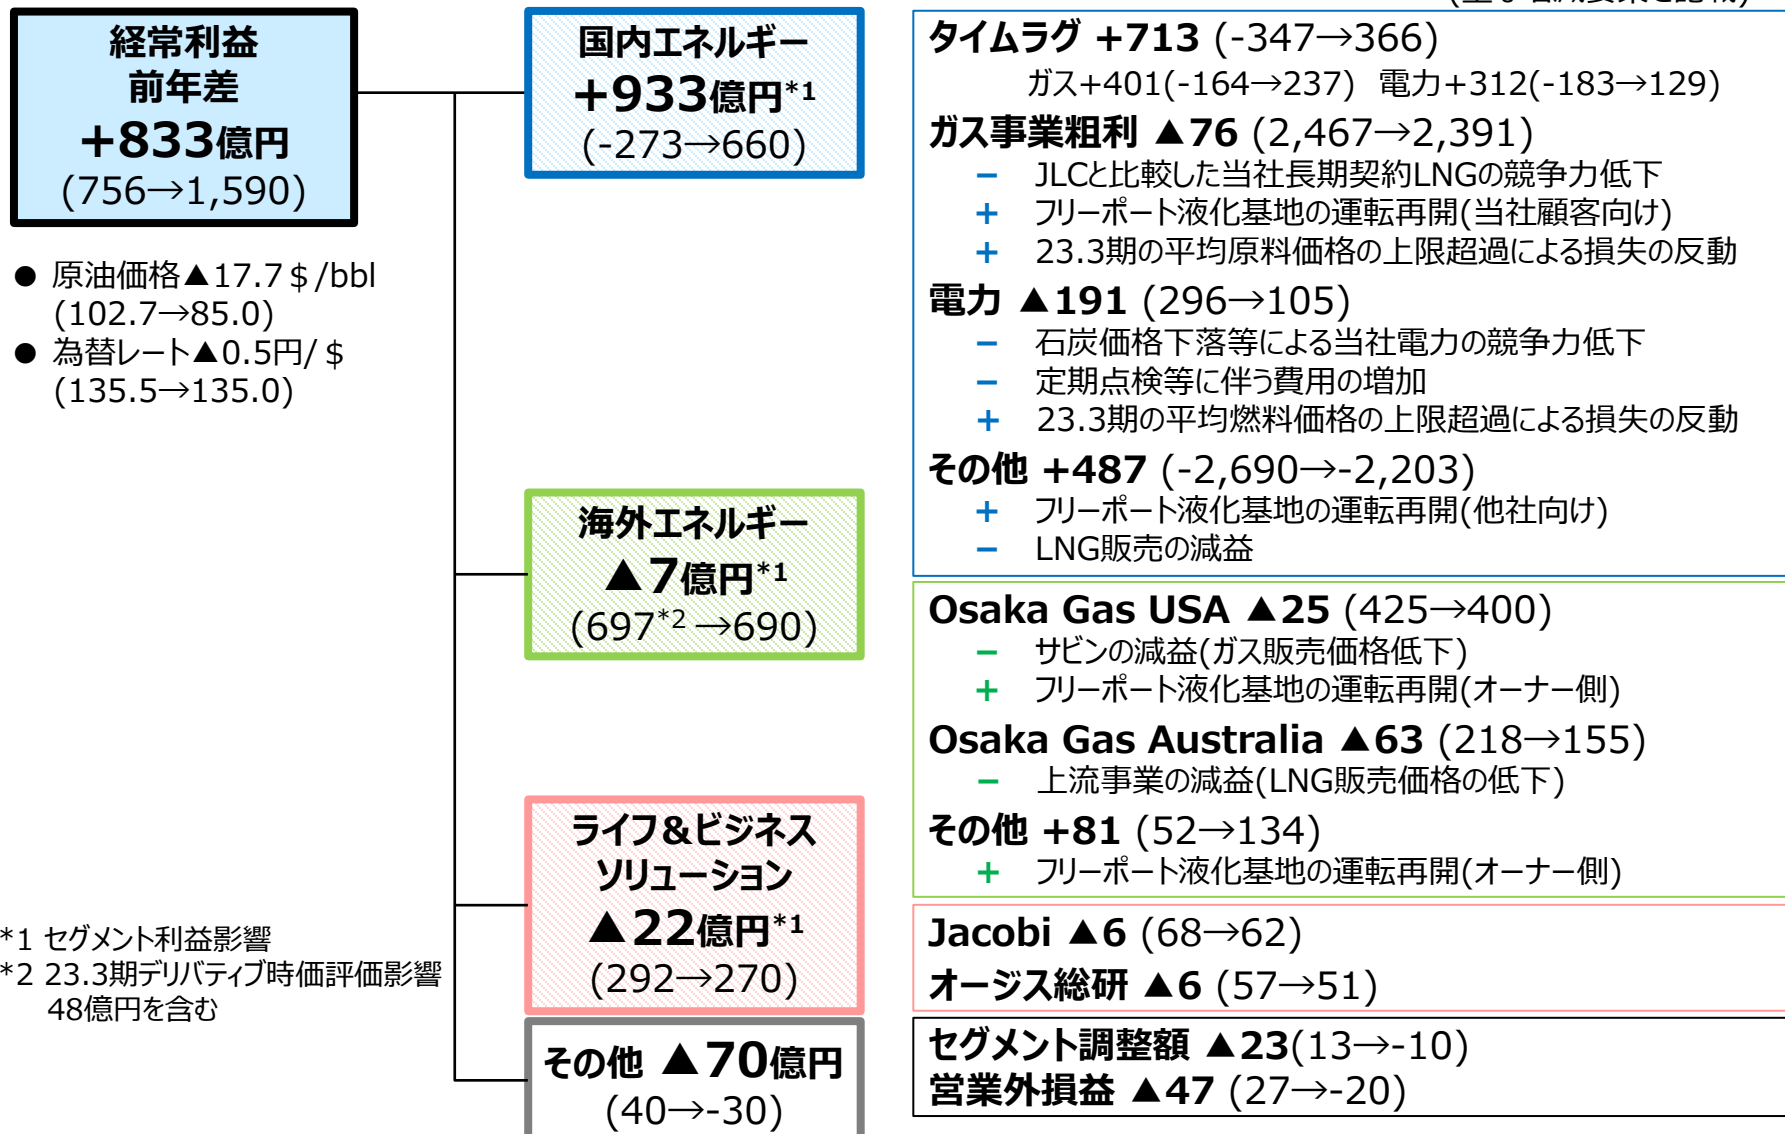 経常利益
前年差
+833億円
(756→1,590)
● 原油価格▲17.7＄/bbl
(102.7→85.0)
● 為替レート▲0.5円/＄
(135.5→135.0)
*1 セグメント利益影響
*2 23.3期デリバティブ時価評価影響
48億円を含む
国内エネルギー
+933億円*1
(-273→660)
海外エネルギー
▲7億円*1
(697*2 →690)
ライフ&ビジネス
ソリューション
▲22億円*1
(292→270)
その他 ▲70億円
(40→-30)
タイムラグ +713 (-347→366)
ガス+401(-164→237) 電力+312(-183→129)
ガス事業粗利 ▲76 (2,467→2,391)
− JLCと比較した当社長期契約LNGの競争力低下
+ フリーポート液化基地の運転再開(当社顧客向け)
+ 23.3期の平均原料価格の上限超過による損失の反動
電力 ▲191 (296→105)
− 石炭価格下落等による当社電力の競争力低下
− 定期点検等に伴う費用の増加
+ 23.3期の平均燃料価格の上限超過による損失の反動
その他 +487 (-2,690→-2,203)
+ フリーポート液化基地の運転再開(他社向け)
− LNG販売の減益
Osaka Gas USA ▲25 (425→400)
− サビンの減益(ガス販売価格低下)
+ フリーポート液化基地の運転再開(オーナー側)
Osaka Gas Australia ▲63 (218→155)
− 上流事業の減益(LNG販売価格の低下)
その他 +81 (52→134)
+ フリーポート液化基地の運転再開(オーナー側)
Jacobi ▲6 (68→62)
オージス総研 ▲6 (57→51)
セグメント調整額 ▲23(13→-10)
営業外損益 ▲47 (27→-20)